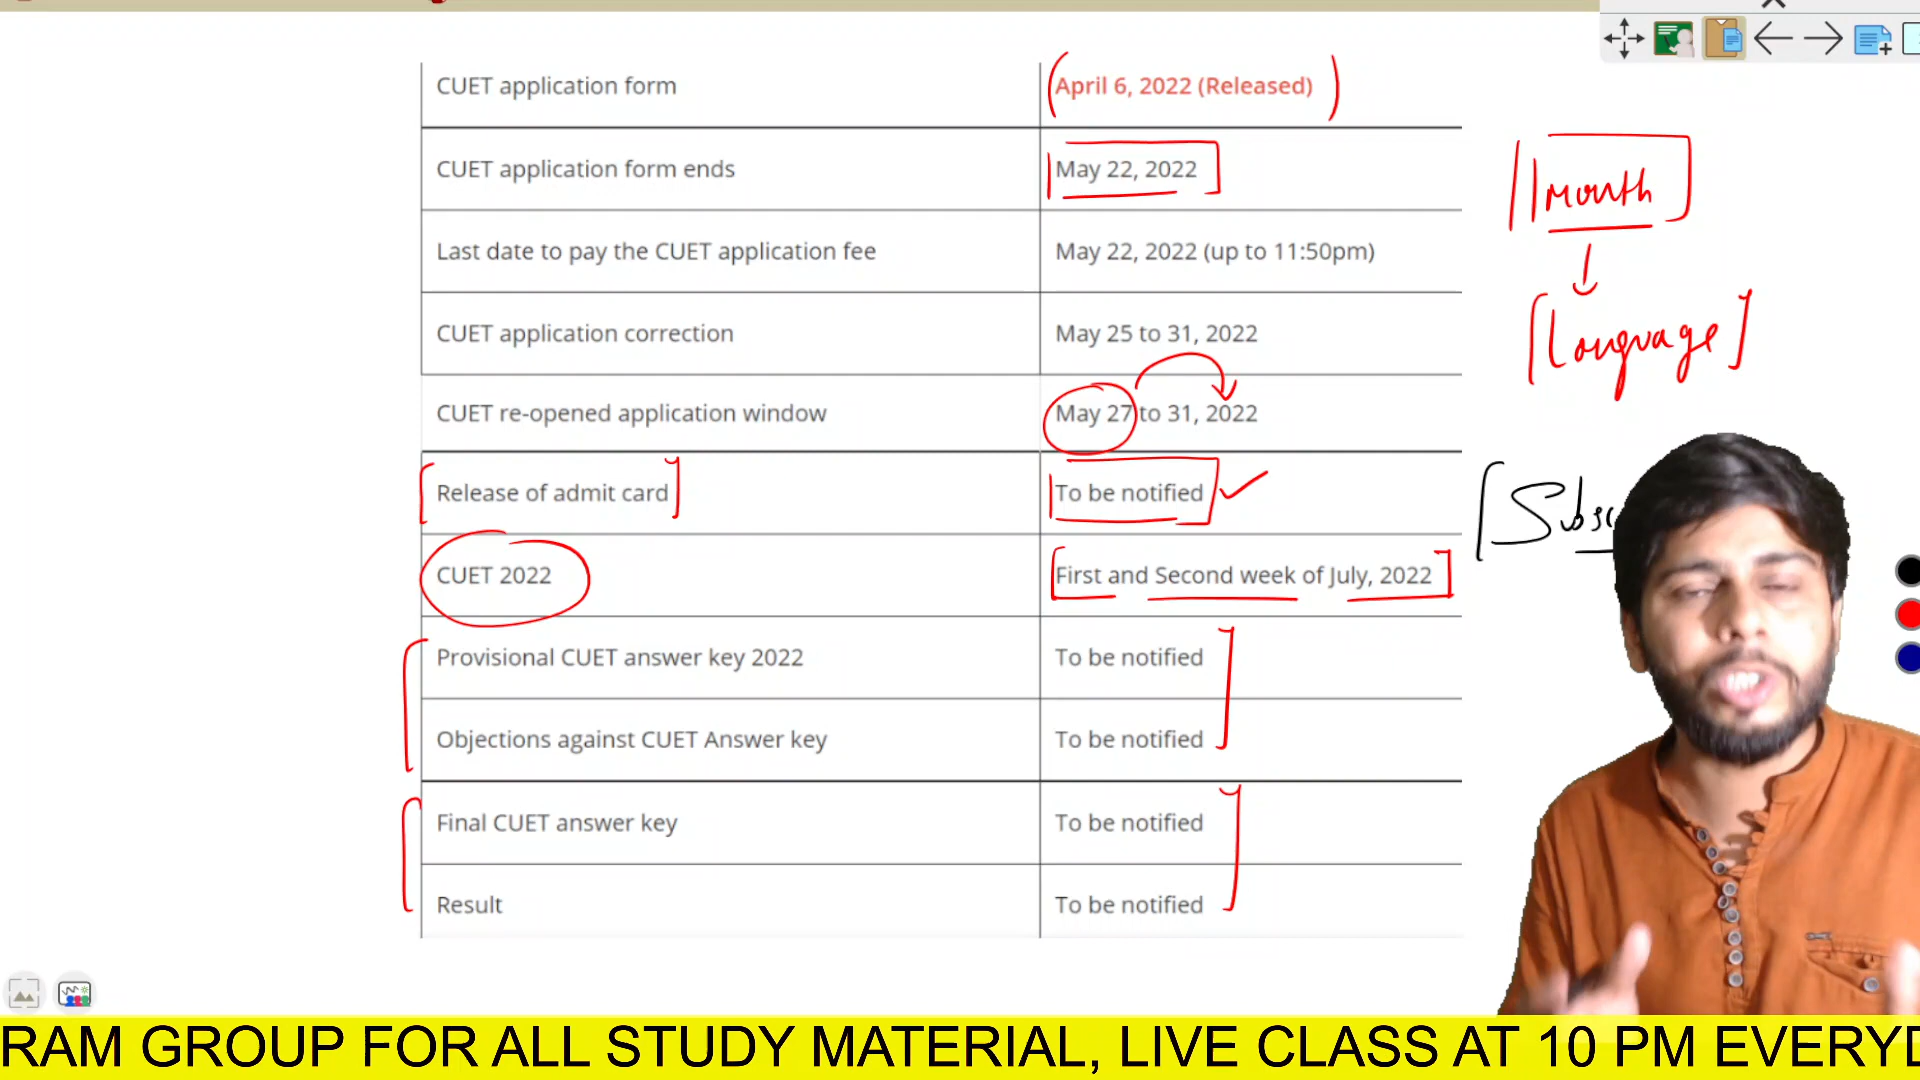 CUET application form April 6, 2022 (Released)
CUET application form ends May 22, 2022
Last date to pay the CUET application fee May 22, 2022 (up to 11:50pm)
CUET application correction May 25 to 31, 2022
CUET re-opened application window May 27 to 31, 2022
Release of admit card To be notified
CUET 2022 First and Second week of July, 2022
Provisional CUET answer key 2022 To be notified
Objections against CUET Answer key To be notified
Final CUET answer key To be notified
Result To be notified
1 month
Language
Subsc
RAM GROUP FOR ALL STUDY MATERIAL, LIVE CLASS AT 10 PM EVERYD